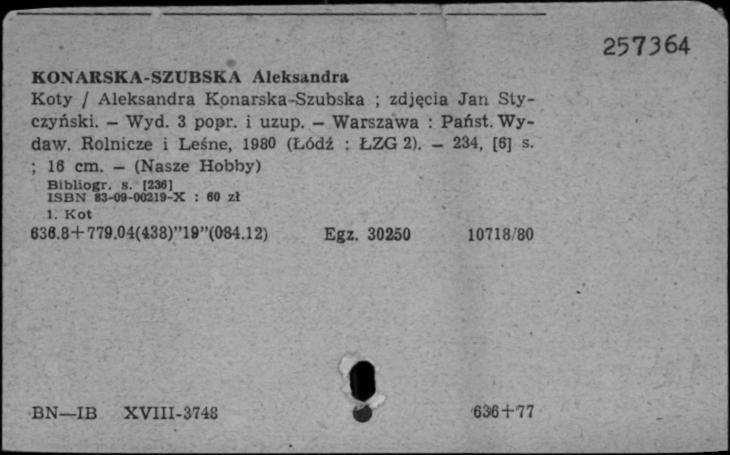 257364
KONARSKA-SZUBSKA Aleksandra
Koty / Aleksandra Konarska-Szubska ; zdjęcia Jan Sty-
czyński. — Wyd. 3 popr. i uzup. — Warszawa : Państ. Wy-
daw. Rolnicze i Leśne, 1980 (Łódź : ŁZG 2). — 234, [6] s.
; 16 cm. — (Nasze Hobby)
Bibliogr. s. [236]
ISBN 83-09-00219-X : 60 zł
1. Kot
636.8+779.04(438)”19”(084.12) Egz. 30250 10718/80
BN—IB XVIII-3748 636+77